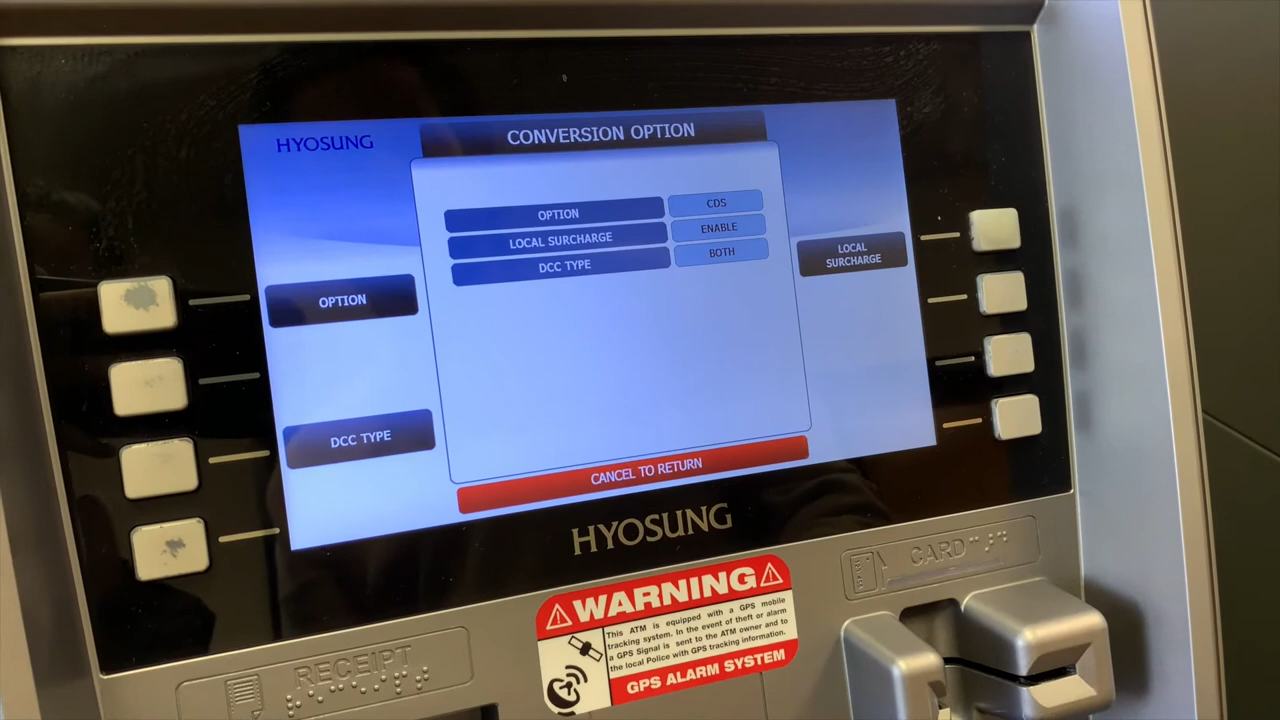 HYOSUNG
CONVERSION OPTION
OPTION CDS
LOCAL SURCHARGE ENABLE
DCC TYPE BOTH
LOCAL
SURCHARGE
OPTION
DCC TYPE
CANCEL TO RETURN
HYOSUNG
CARD
WARNING
This ATM is equipped with a GPS mobile
tracking system. In the event of theft or alarm
a GPS Signal is sent to the ATM owner and to
the local Police with GPS tracking information.
GPS ALARM SYSTEM
RECEIPT